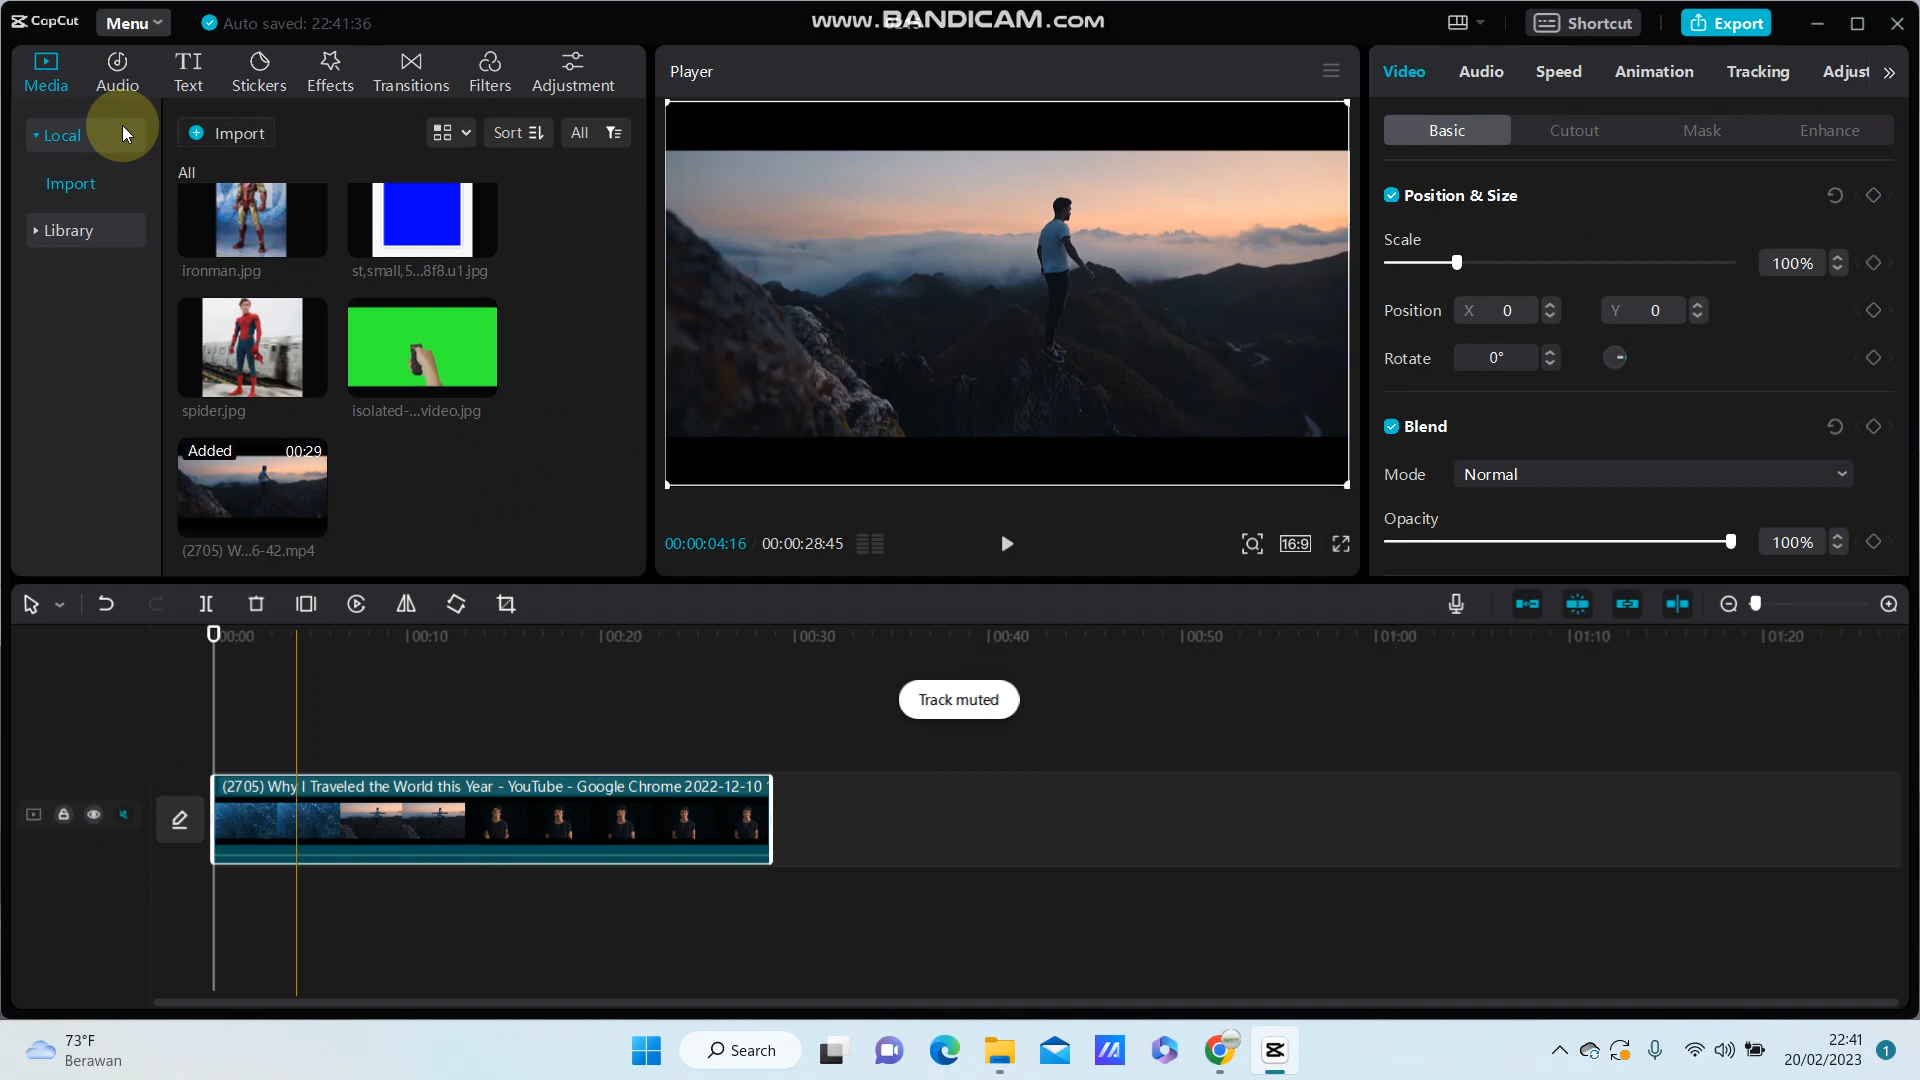 CapCut
Menu
Auto saved: 22:41:36
www.BANDICAM.com
Shortcut
Export
Media
Audio
Text
Stickers
Effects
Transitions
Filters
Adjustment
Local
Import
Library
Import
Sort
All
All
ironman.jpg
st,small,5...8f8.u1.jpg
spider.jpg
isolated-...video.jpg
Added
00:29
(2705) W...6-42.mp4
Player
00:00:04:16
00:00:28:45
16:9
Video
Audio
Speed
Animation
Tracking
Adjust
Basic
Cutout
Mask
Enhance
Position & Size
Scale
100%
Position
X
0
Y
0
Rotate
0°
Blend
Mode
Normal
Opacity
100%
00:00
00:10
00:20
00:30
00:40
00:50
01:00
01:10
01:20
Track muted
(2705) Why I Traveled the World this Year - YouTube - Google Chrome 2022-12-10
73°F
Berawan
Search
22:41
20/02/2023
1